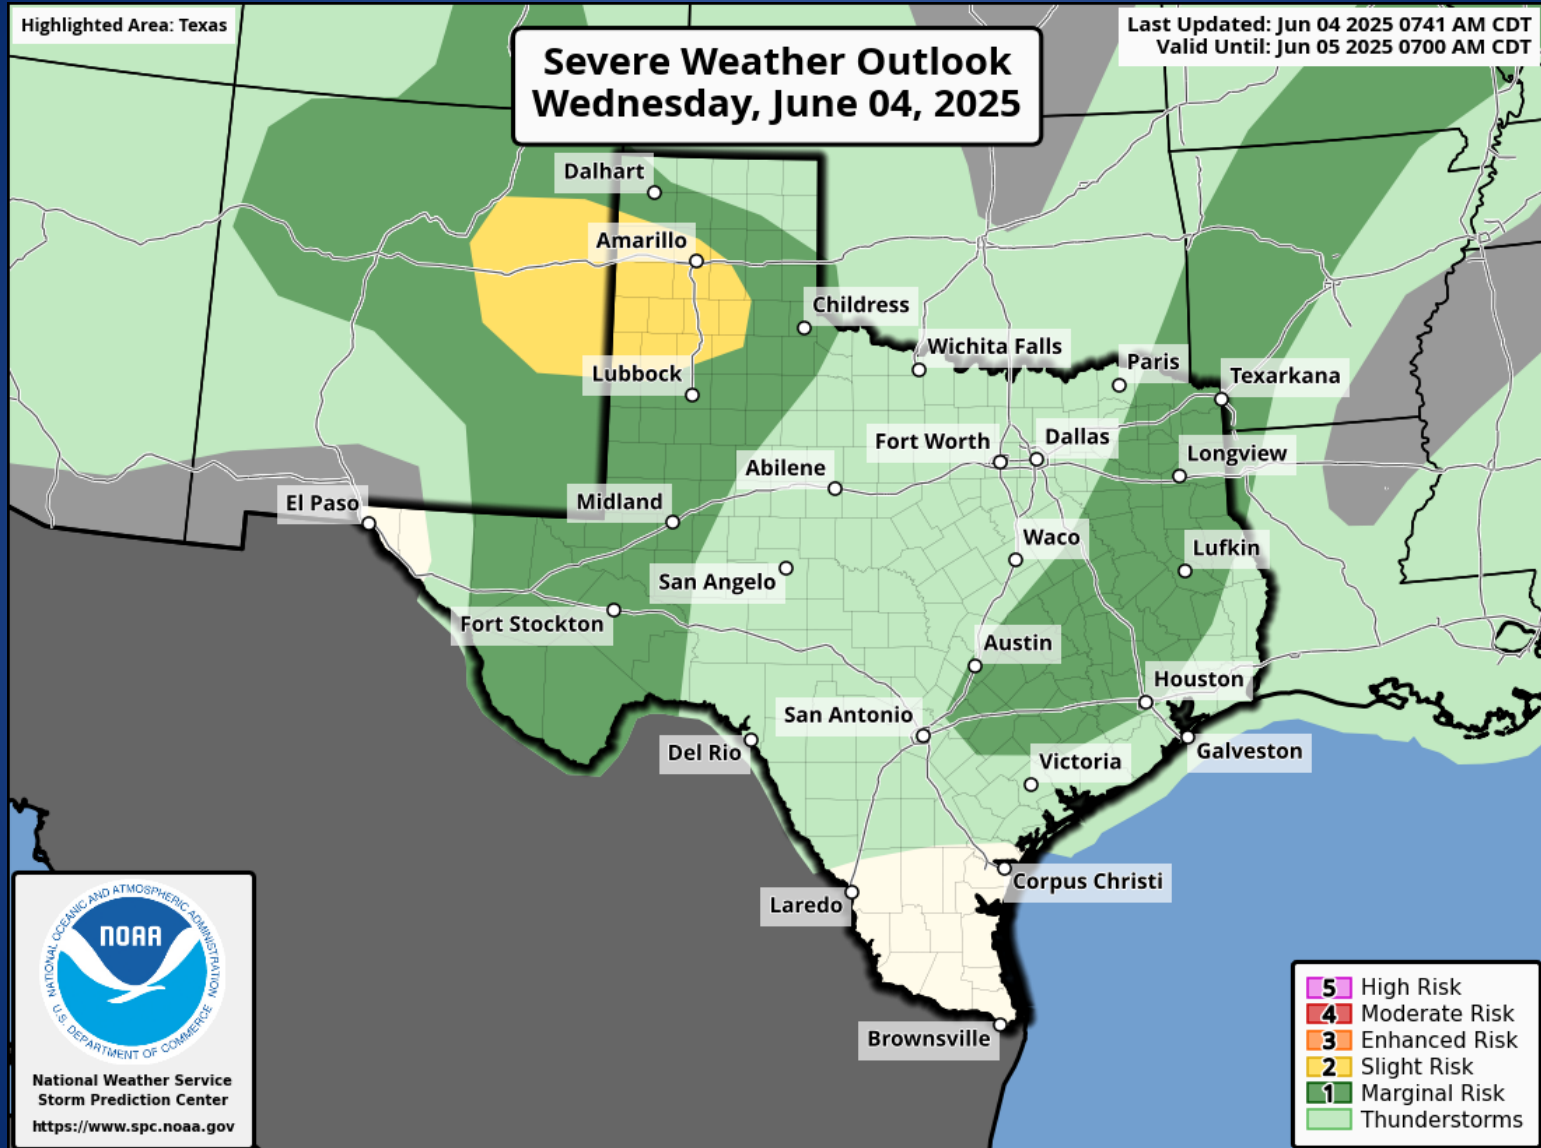 Highlighted Area: Texas
Severe Weather Outlook
Wednesday, June 04, 2025
Last Updated: Jun 04 2025 0741 AM CDT
Valid Until: Jun 05 2025 0700 AM CDT
Dalhart
Amarillo
Childress
Wichita Falls
Paris
Texarkana
Lubbock
Fort Worth
Dallas
Longview
Abilene
El Paso
Midland
Waco
Lufkin
San Angelo
Fort Stockton
Austin
Houston
San Antonio
Del Rio
Galveston
Victoria
Corpus Christi
Laredo
Brownsville
NATIONAL OCEANIC AND ATMOSPHERIC ADMINISTRATION
NOAA
U.S. DEPARTMENT OF COMMERCE
National Weather Service
Storm Prediction Center
https://www.spc.noaa.gov
5 High Risk
4 Moderate Risk
3 Enhanced Risk
2 Slight Risk
1 Marginal Risk
Thunderstorms